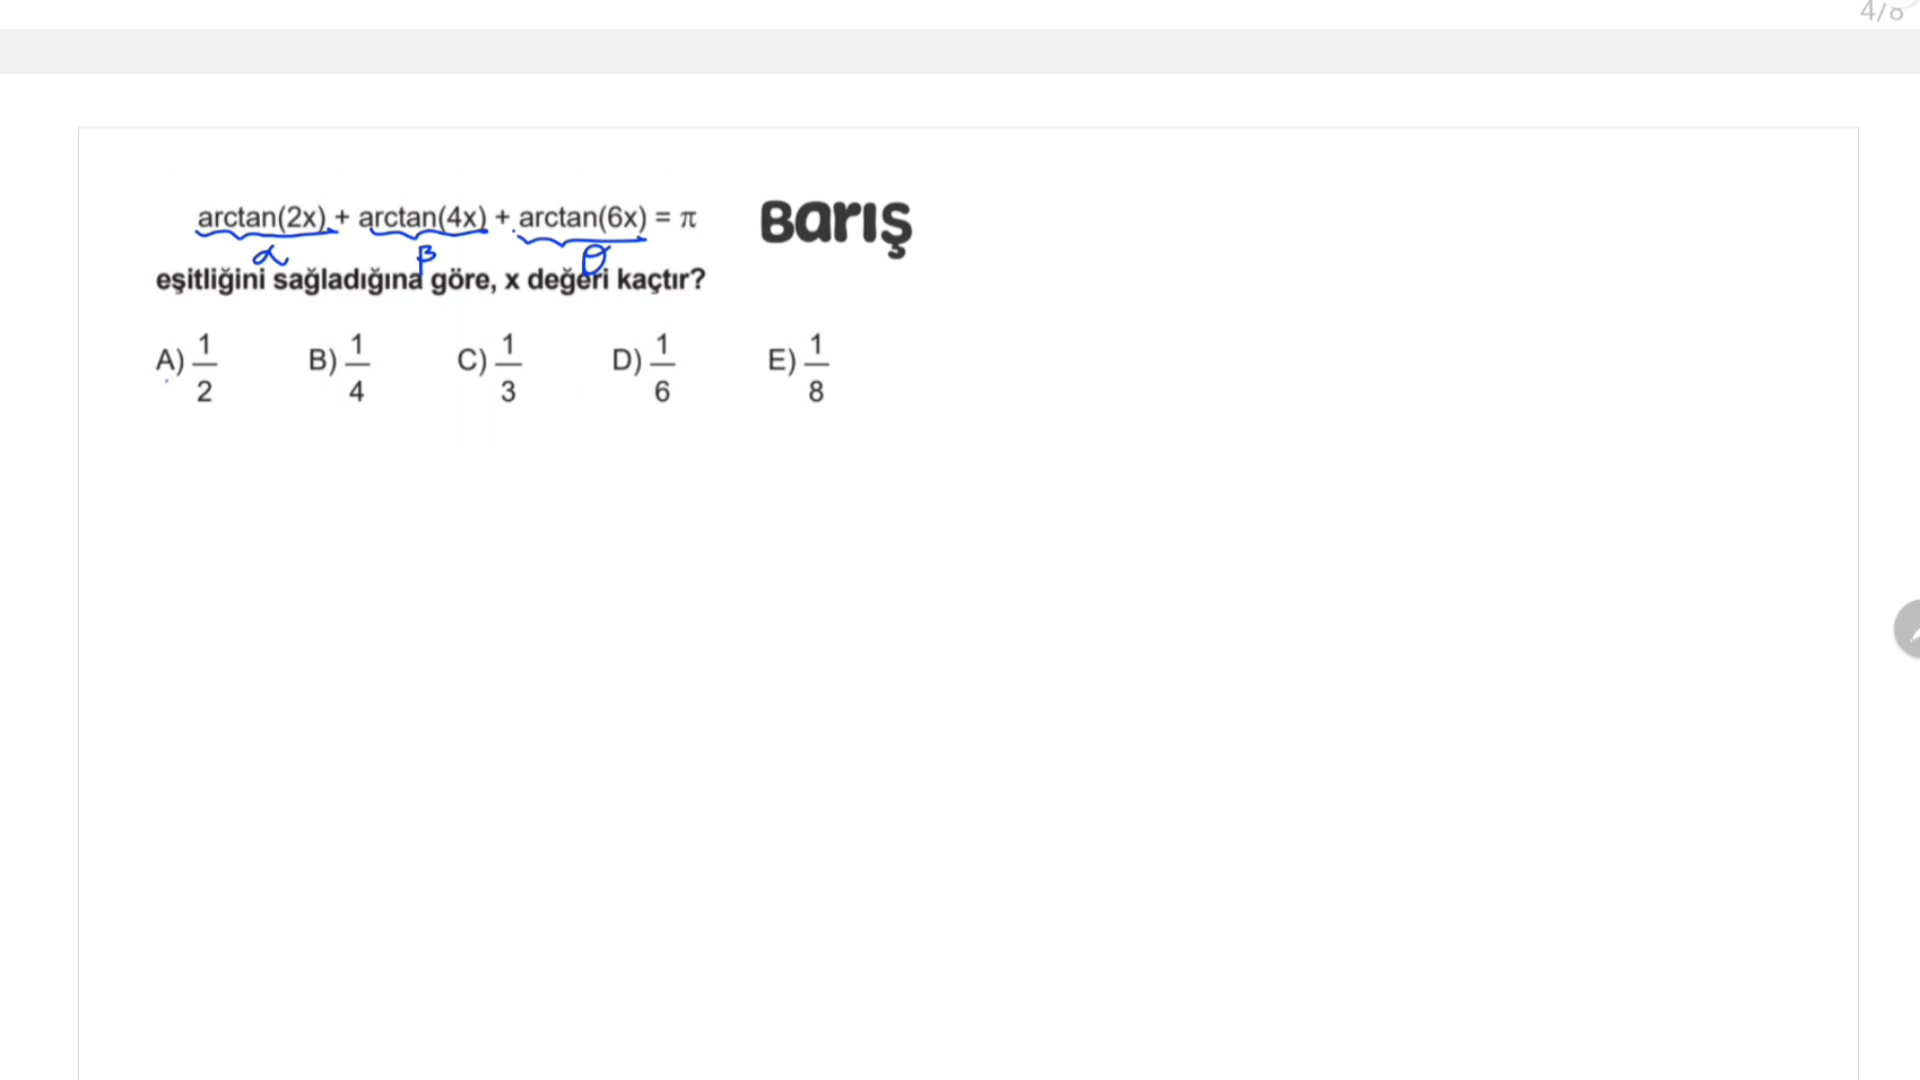 4/8
arctan(2x) + arctan(4x) + arctan(6x) = π Barış
α β θ
eşitliğini sağladığına göre, x değeri kaçtır?
A) 1/2 B) 1/4 C) 1/3 D) 1/6 E) 1/8